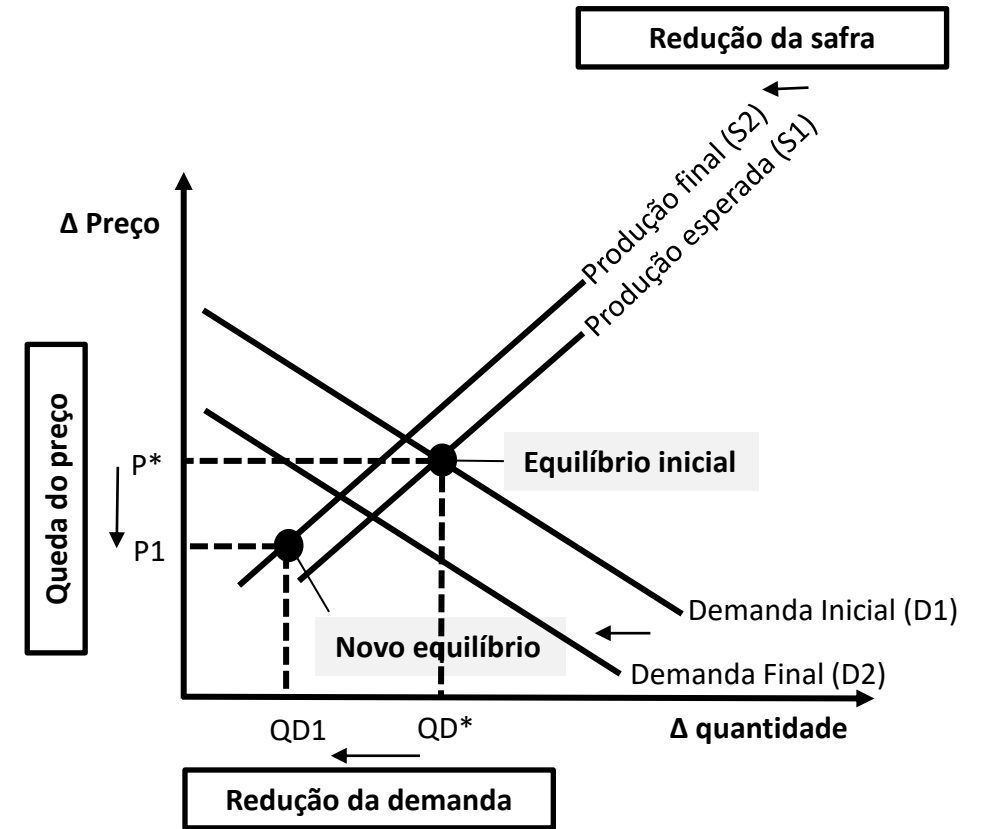 Redução da safra
Produção final (S2)
Produção esperada (S1)
Δ Preço
Queda do preço
P*
Equilíbrio inicial
P1
Demanda Inicial (D1)
Novo equilíbrio
Demanda Final (D2)
QD1
QD*
Δ quantidade
Redução da demanda